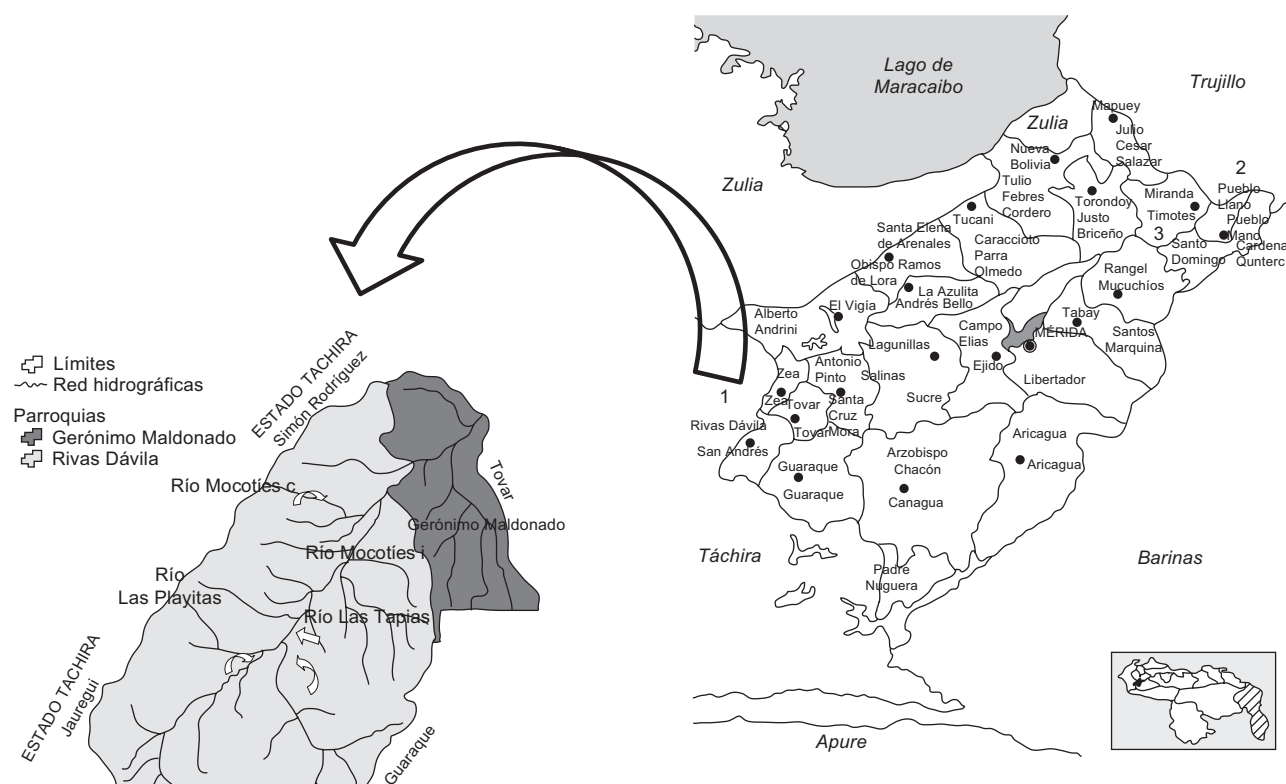 Límites
Red hidrográficas
Parroquias
Gerónimo Maldonado
Rivas Dávila
ESTADO TACHIRA
Simón Rodríguez
Río Mocotíes c
Tovar
Gerónimo Maldonado
Río Mocotíes i
Río
Las Playitas
Río Las Tapias
ESTADO TACHIRA
Jauregui
Guaraque
Lago de
Maracaibo
Trujillo
Zulia
Zulia
Mapuey
Julio
Cesar
Salazar
Nueva
Bolivia
Tulio
Febres
Cordero
Torondoy
Justo
Briceño
Miranda
Timotes
3
2
Pueblo
Llano
Pueblo
Mano
Santo
Domingo
Cardena
Qunterc
Tucani
Caraccioto
Parra
Olmedo
Santa Elena
de Arenales
Obispo Ramos
de Lora
La Azulita
Andrés Bello
Rangel
Mucuchíos
Alberto
Andrini
El Vigía
Campo
Elias
Ejido
MÉRIDA
Tabay
Santos
Marquina
Libertador
Lagunillas
Salinas
Sucre
Antonio
Pinto
Santa
Cruz
Mora
Zea
Zea
Tovar
Tovar
1
Rivas Dávila
San Andrés
Guaraque
Guaraque
Arzobispo
Chacón
Canagua
Aricagua
Aricagua
Táchira
Padre
Nuguera
Barinas
Apure